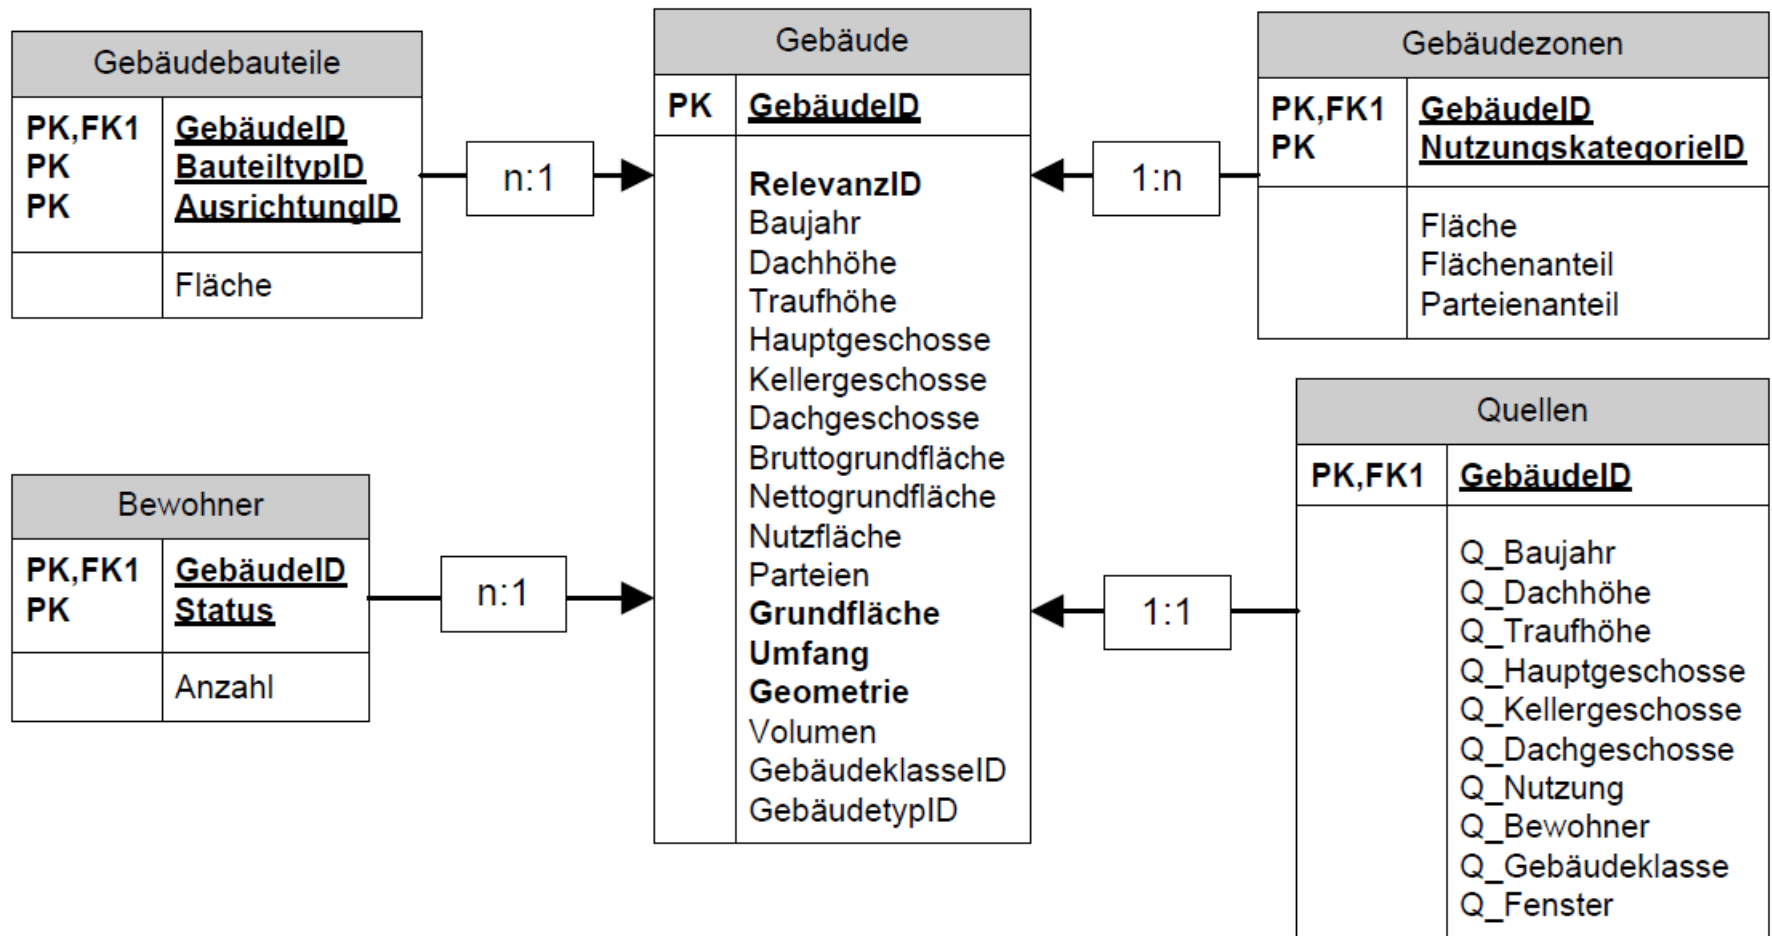 Gebäudebauteile
PK,FK1 GebäudeID
PK BauteiltypID
PK AusrichtungID
Fläche
n:1
Bewohner
PK,FK1 GebäudeID
PK Status
Anzahl
n:1
Gebäude
PK GebäudeID
RelevanzID
Baujahr
Dachhöhe
Traufhöhe
Hauptgeschosse
Kellergeschosse
Dachgeschosse
Bruttogrundfläche
Nettogrundfläche
Nutzfläche
Parteien
Grundfläche
Umfang
Geometrie
Volumen
GebäudeklasseID
GebäudetypID
1:n
Gebäudezonen
PK,FK1 GebäudeID
PK NutzungskategorieID
Fläche
Flächenanteil
Parteienanteil
1:1
Quellen
PK,FK1 GebäudeID
Q_Baujahr
Q_Dachhöhe
Q_Traufhöhe
Q_Hauptgeschosse
Q_Kellergeschosse
Q_Dachgeschosse
Q_Nutzung
Q_Bewohner
Q_Gebäudeklasse
Q_Fenster